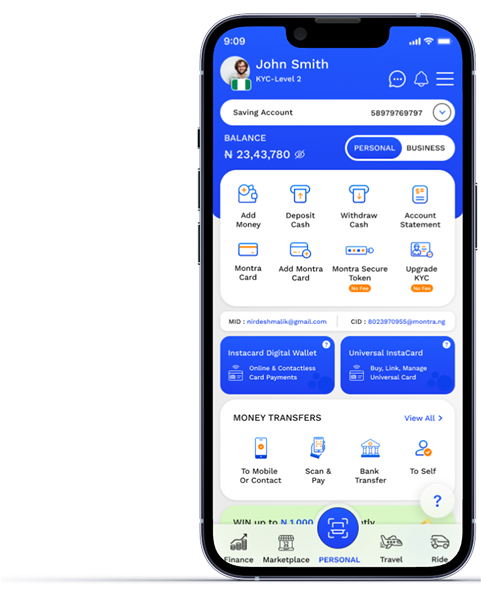 9:09
John Smith
KYC-Level 2
Saving Account 58979769797
BALANCE
₦ 23,43,780
PERSONAL BUSINESS
Add Money
Deposit Cash
Withdraw Cash
Account Statement
Montra Card
Add Montra Card
Montra Secure Token
No Fee
Upgrade KYC
No Fee
MID : nirdeshmalik@gmail.com CID : 8023970955@montra.ng
Instacard Digital Wallet ?
Online & Contactless
Card Payments
Universal InstaCard ?
Buy, Link, Manage
Universal Card
MONEY TRANSFERS View All >
To Mobile Or Contact
Scan & Pay
Bank Transfer
To Self
?
WIN up to ₦ 1,000
Finance Marketplace PERSONAL Travel Ride